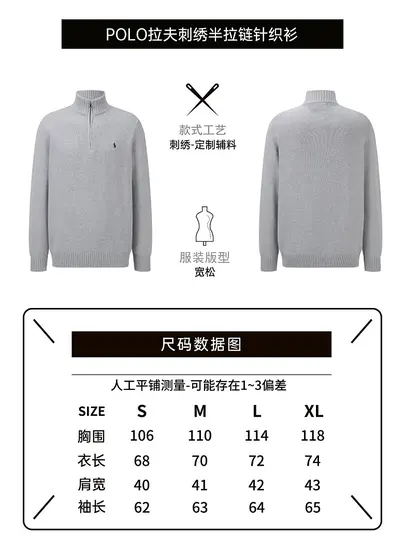 POLO拉夫刺绣半拉链针织衫
款式工艺
刺绣-定制辅料
服装版型
宽松
尺码数据图
人工平铺测量-可能存在1~3偏差
SIZE S M L XL
胸围 106 110 114 118
衣长 68 70 72 74
肩宽 40 41 42 43
袖长 62 63 64 65